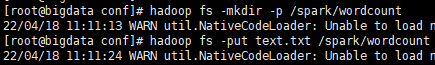 [root@bigdata conf]# hadoop fs -mkdir -p /spark/wordcount
22/04/18 11:11:13 WARN util.NativeCodeLoader: Unable to load n
[root@bigdata conf]# hadoop fs -put text.txt /spark/wordcount
22/04/18 11:11:24 WARN util.NativeCodeLoader: Unable to load n